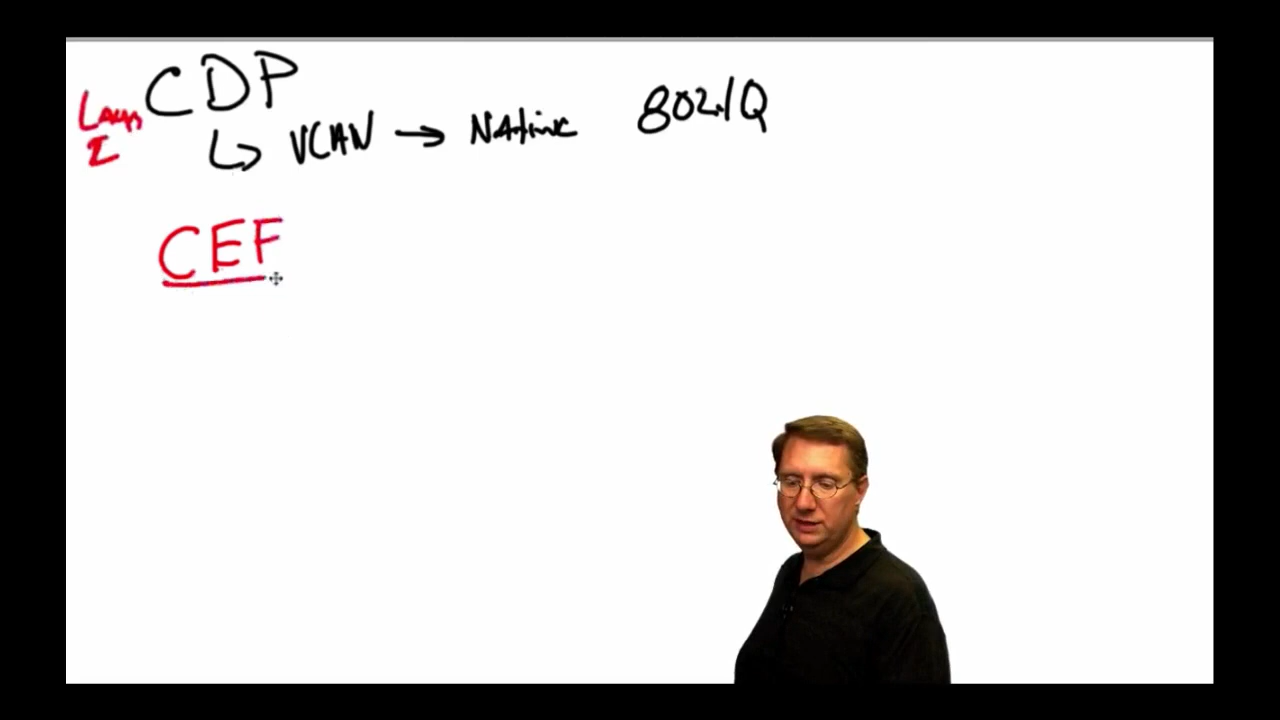 CDP
Layer
2
↳ VLAN → Native 802.1Q
CEF